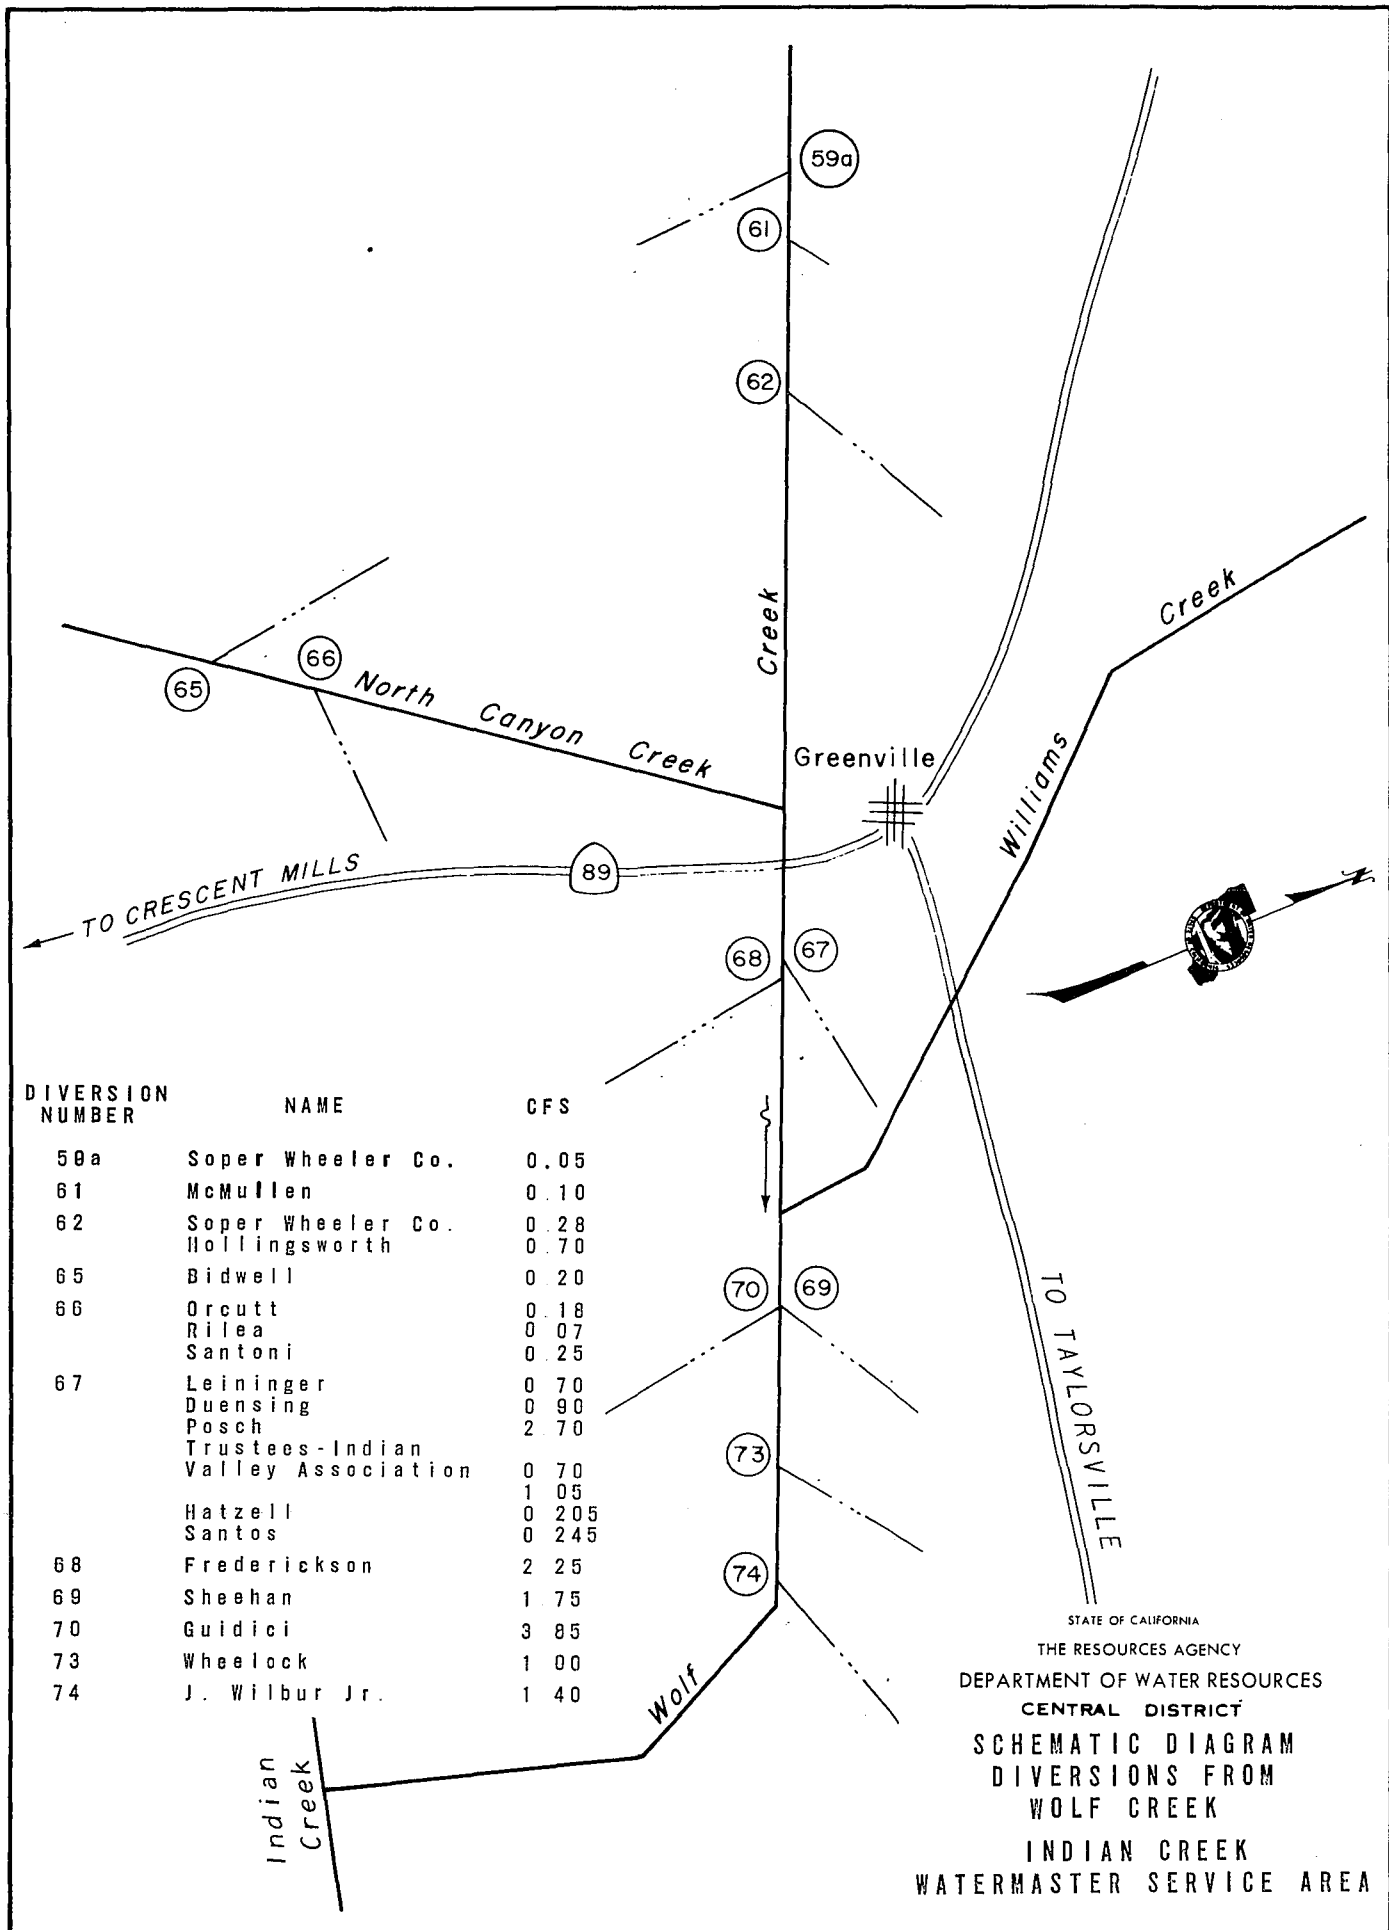 59a
61
62
Creek
Creek
66
65
North Canyon Creek
Greenville
Williams
89
TO CRESCENT MILLS
N
68
67
DIVERSION NUMBER NAME CFS
59a Soper Wheeler Co. 0.05
61 McMullen 0.10
62 Soper Wheeler Co. 0.28
Hollingsworth 0.70
65 Bidwell 0 20
66 Orcutt 0.18
Rilea 0 07
Santoni 0 25
67 Leininger 0 70
Duensing 0 90
Posch 2 70
Trustees-Indian
Valley Association 0 70
1 05
Hatzell 0 205
Santos 0 245
68 Frederickson 2 25
69 Sheehan 1 75
70 Guidici 3 85
73 Wheelock 1 00
74 J. Wilbur Jr. 1 40
70
69
73
74
TO TAYLORSVILLE
Wolf
Indian
Creek
STATE OF CALIFORNIA
THE RESOURCES AGENCY
DEPARTMENT OF WATER RESOURCES
CENTRAL DISTRICT
SCHEMATIC DIAGRAM
DIVERSIONS FROM
WOLF CREEK
INDIAN CREEK
WATERMASTER SERVICE AREA